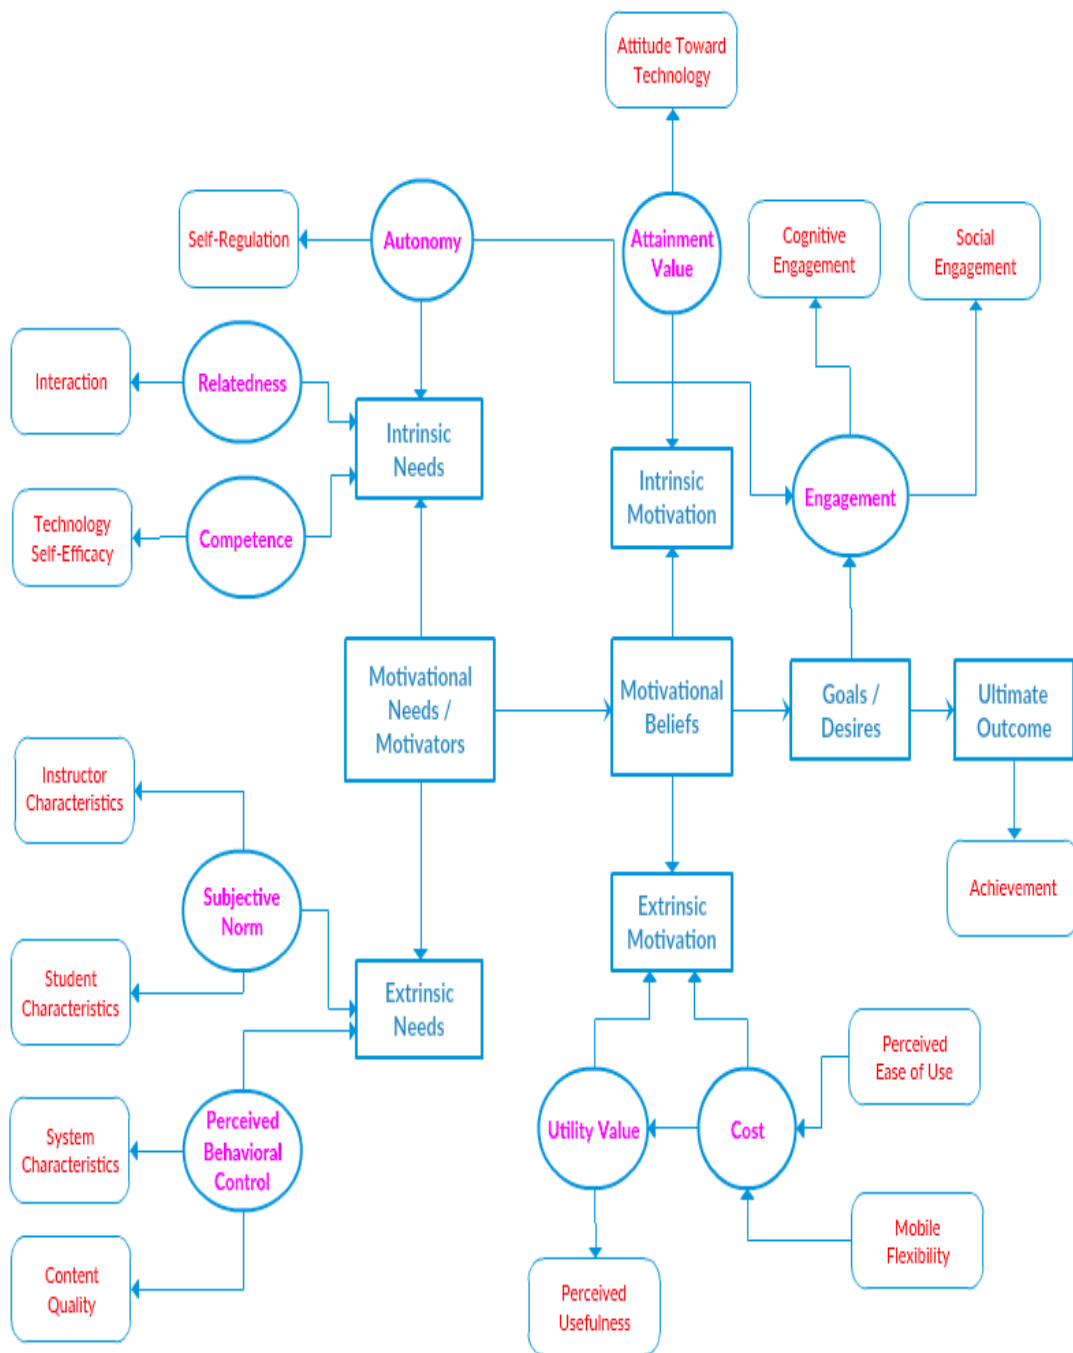 Attitude Toward
Technology
Self-Regulation
Autonomy
Attainment
Value
Cognitive
Engagement
Social
Engagement
Interaction
Relatedness
Intrinsic
Needs
Technology
Self-Efficacy
Competence
Intrinsic
Motivation
Engagement
Motivational
Needs /
Motivators
Motivational
Beliefs
Goals /
Desires
Ultimate
Outcome
Instructor
Characteristics
Subjective
Norm
Student
Characteristics
Extrinsic
Needs
Extrinsic
Motivation
Achievement
System
Characteristics
Perceived
Behavioral
Control
Content
Quality
Utility Value
Cost
Perceived
Ease of Use
Mobile
Flexibility
Perceived
Usefulness